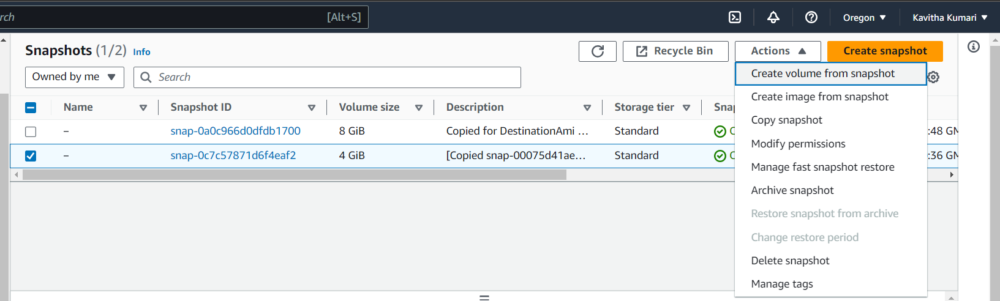 rch [Alt+S] Oregon Kavitha Kumari
Snapshots (1/2) Info Recycle Bin Actions Create snapshot
Owned by me Search Create volume from snapshot
Name Snapshot ID Volume size Description Storage tier Snap
– snap-0a0c966d0dfdb1700 8 GiB Copied for DestinationAmi ... Standard :48 GM
– snap-0c7c57871d6f4eaf2 4 GiB [Copied snap-00075d41ae... Standard :36 GM
Create image from snapshot
Copy snapshot
Modify permissions
Manage fast snapshot restore
Archive snapshot
Restore snapshot from archive
Change restore period
Delete snapshot
Manage tags